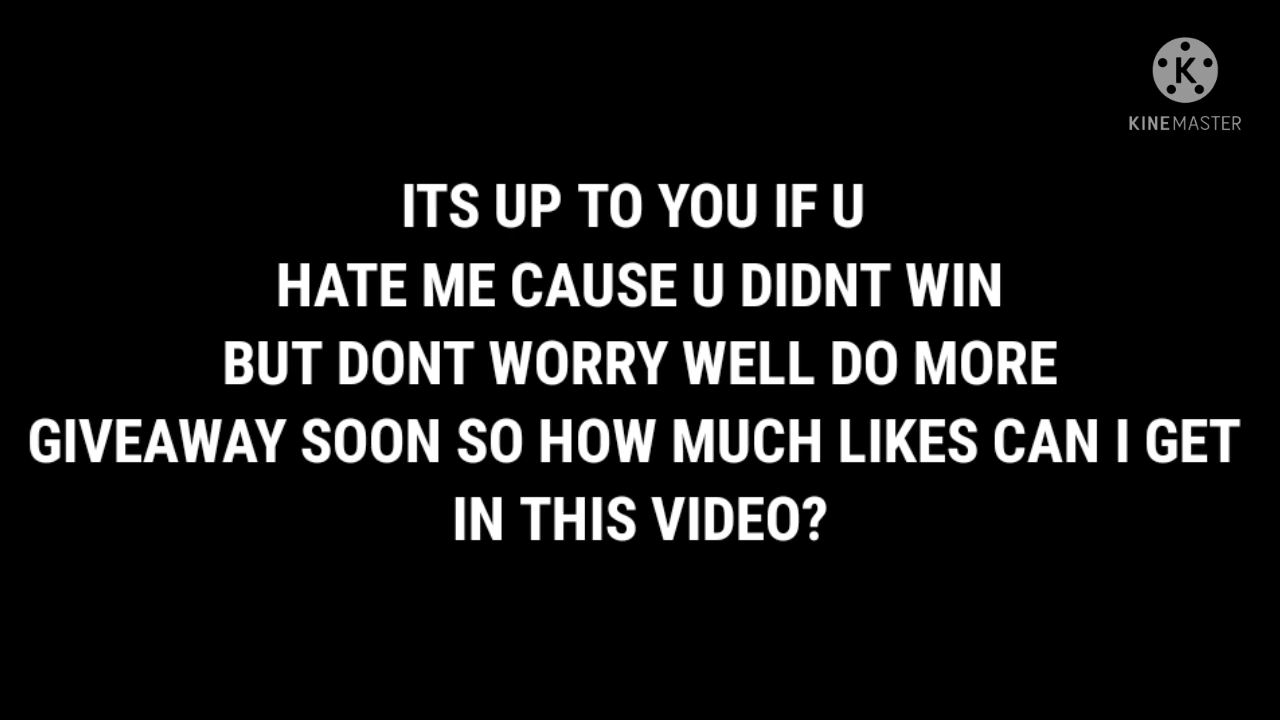 K
KINEMASTER
ITS UP TO YOU IF U
HATE ME CAUSE U DIDNT WIN
BUT DONT WORRY WELL DO MORE
GIVEAWAY SOON SO HOW MUCH LIKES CAN I GET
IN THIS VIDEO?